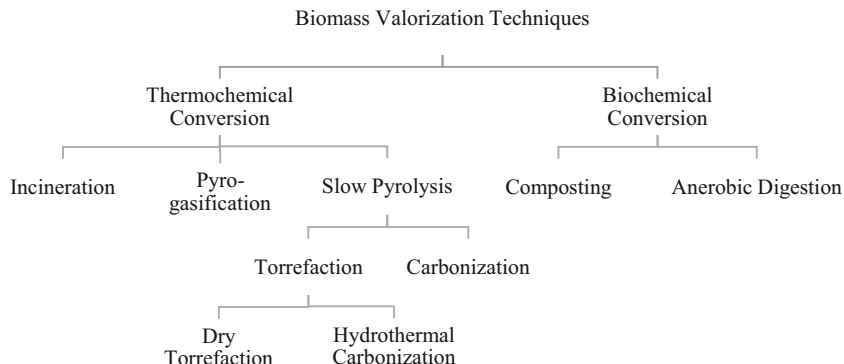 Biomass Valorization Techniques
Thermochemical
Conversion
Biochemical
Conversion
Incineration
Pyro-
gasification
Slow Pyrolysis
Composting
Anerobic Digestion
Torrefaction
Carbonization
Dry
Torrefaction
Hydrothermal
Carbonization